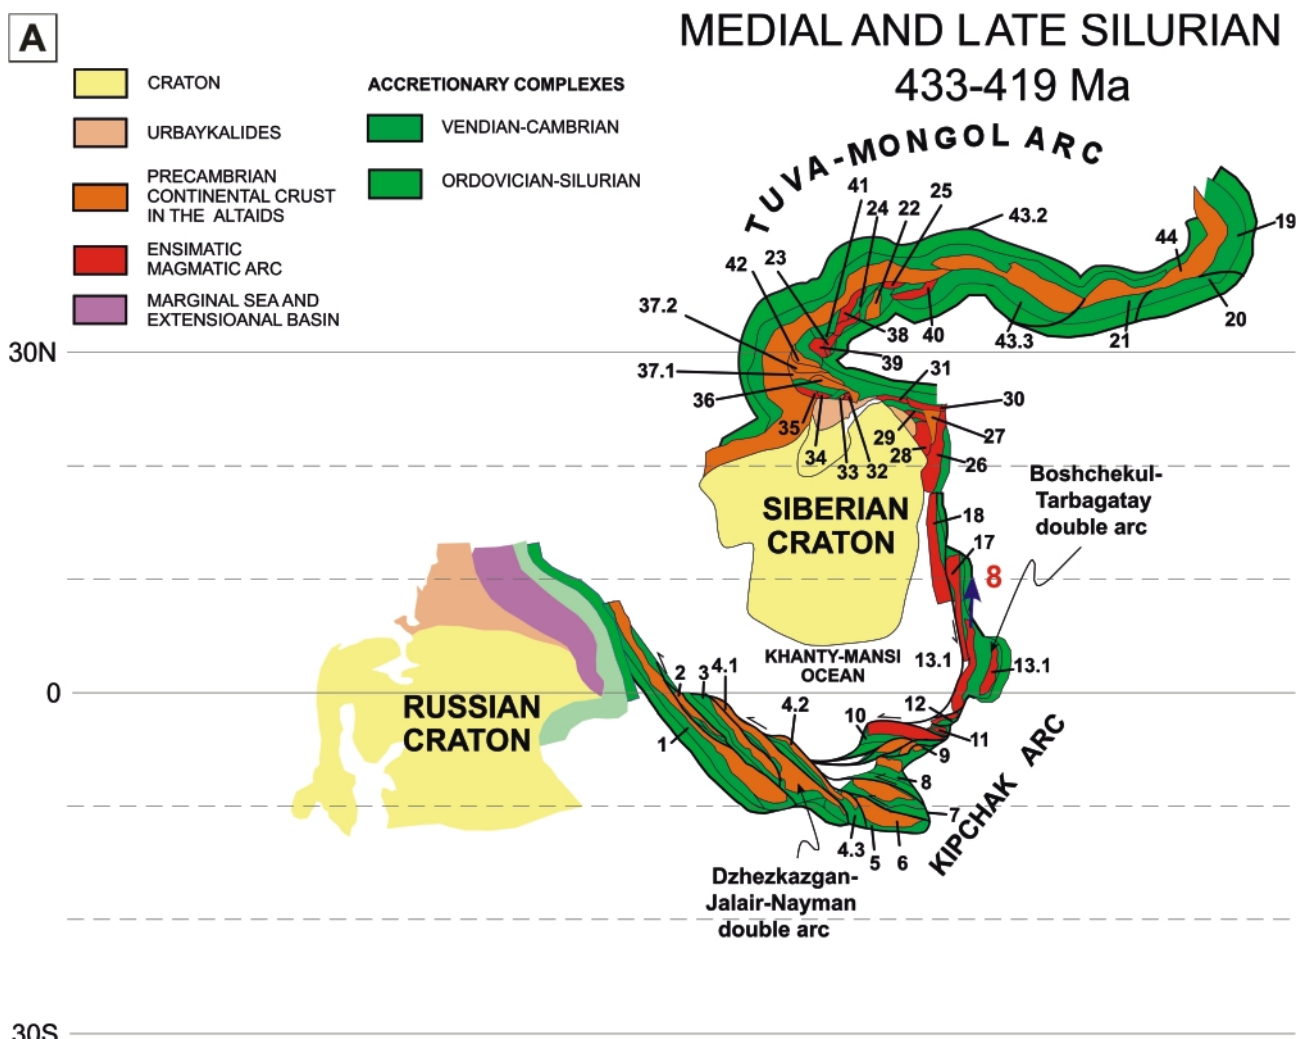 A
MEDIAL AND LATE SILURIAN
433-419 Ma
CRATON
URBAYKALIDES
PRECAMBRIAN
CONTINENTAL CRUST
IN THE ALTAIDS
ENSIMATIC
MAGMATIC ARC
MARGINAL SEA AND
EXTENSIOANAL BASIN
ACCRETIONARY COMPLEXES
VENDIAN-CAMBRIAN
ORDOVICIAN-SILURIAN
TUVA-MONGOL ARC
41
24
22
25
43.2
19
44
23
42
37.2
20
38
40
43.3
21
30N
39
37.1
31
36
30
35
29
27
34
33
32
28
26
Boshchekul-
Tarbagatay
double arc
SIBERIAN
CRATON
18
17
8
KHANTY-MANSI
OCEAN
13.1
13.1
0
2
3
4.1
4.2
12
10
11
RUSSIAN
CRATON
1
9
8
7
4.3
5
6
KIPCHAK ARC
Dzhezkazgan-
Jalair-Nayman
double arc
30S